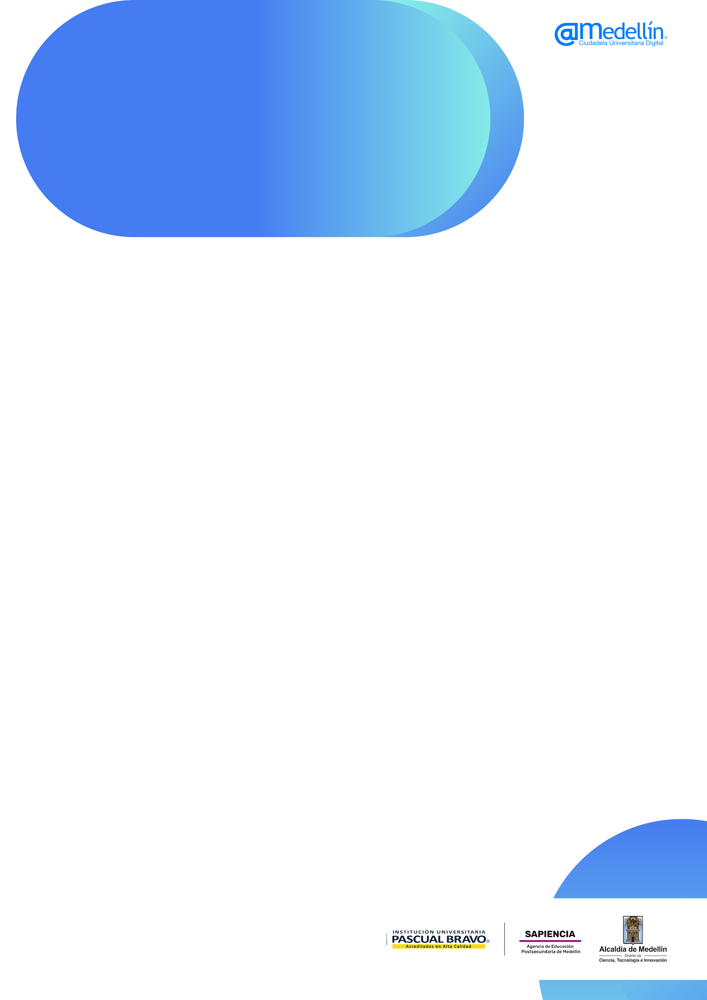 @Medellín®
Ciudadela Universitaria Digital
INSTITUCIÓN UNIVERSITARIA
PASCUAL BRAVO®
Acreditados en Alta Calidad
SAPIENCIA
Agencia de Educación
Postsecundaria de Medellín
Alcaldía de Medellín
Distrito de
Ciencia, Tecnología e Innovación